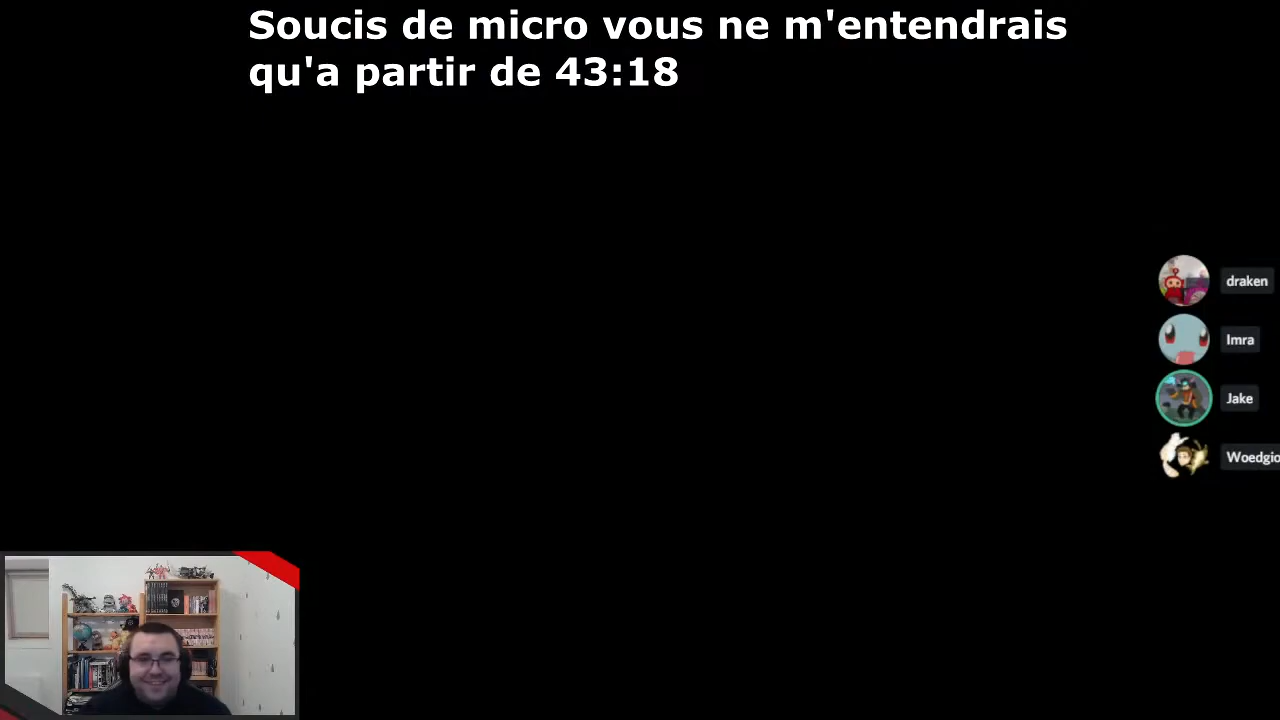 Soucis de micro vous ne m'entendrais
qu'a partir de 43:18
draken
Imra
Jake
Woedgio